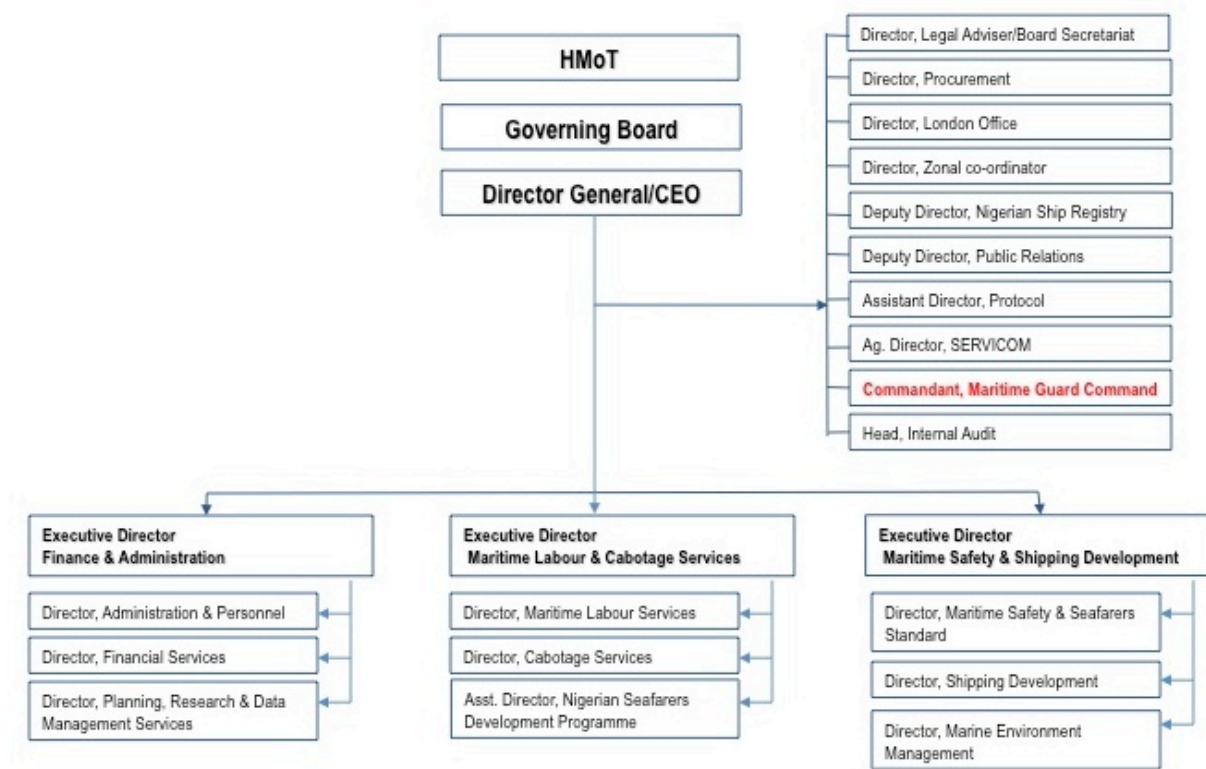 HMoT
Governing Board
Director General/CEO
Director, Legal Adviser/Board Secretariat
Director, Procurement
Director, London Office
Director, Zonal co-ordinator
Deputy Director, Nigerian Ship Registry
Deputy Director, Public Relations
Assistant Director, Protocol
Ag. Director, SERVICOM
Commandant, Maritime Guard Command
Head, Internal Audit
Executive Director
Finance & Administration
Director, Administration & Personnel
Director, Financial Services
Director, Planning, Research & Data
Management Services
Executive Director
Maritime Labour & Cabotage Services
Director, Maritime Labour Services
Director, Cabotage Services
Asst. Director, Nigerian Seafarers
Development Programme
Executive Director
Maritime Safety & Shipping Development
Director, Maritime Safety & Seafarers
Standard
Director, Shipping Development
Director, Marine Environment
Management